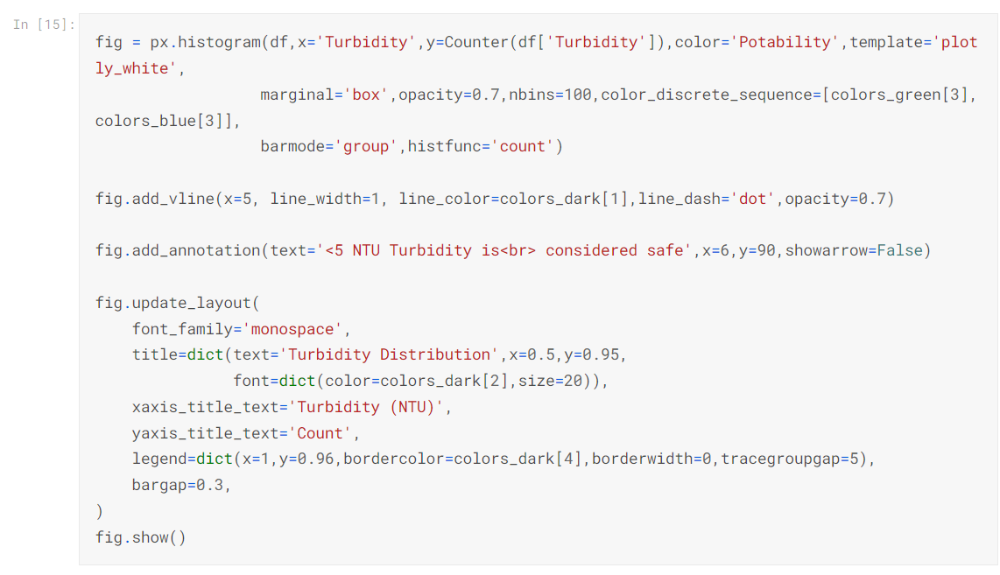 In [15]:
fig = px.histogram(df,x='Turbidity',y=Counter(df['Turbidity']),color='Potability',template='plot
ly_white',
                  marginal='box',opacity=0.7,nbins=100,color_discrete_sequence=[colors_green[3],
colors_blue[3]],
                  barmode='group',histfunc='count')

fig.add_vline(x=5, line_width=1, line_color=colors_dark[1],line_dash='dot',opacity=0.7)

fig.add_annotation(text='<5 NTU Turbidity is<br> considered safe',x=6,y=90,showarrow=False)

fig.update_layout(
    font_family='monospace',
    title=dict(text='Turbidity Distribution',x=0.5,y=0.95,
               font=dict(color=colors_dark[2],size=20)),
    xaxis_title_text='Turbidity (NTU)',
    yaxis_title_text='Count',
    legend=dict(x=1,y=0.96,bordercolor=colors_dark[4],borderwidth=0,tracegroupgap=5),
    bargap=0.3,
)
fig.show()